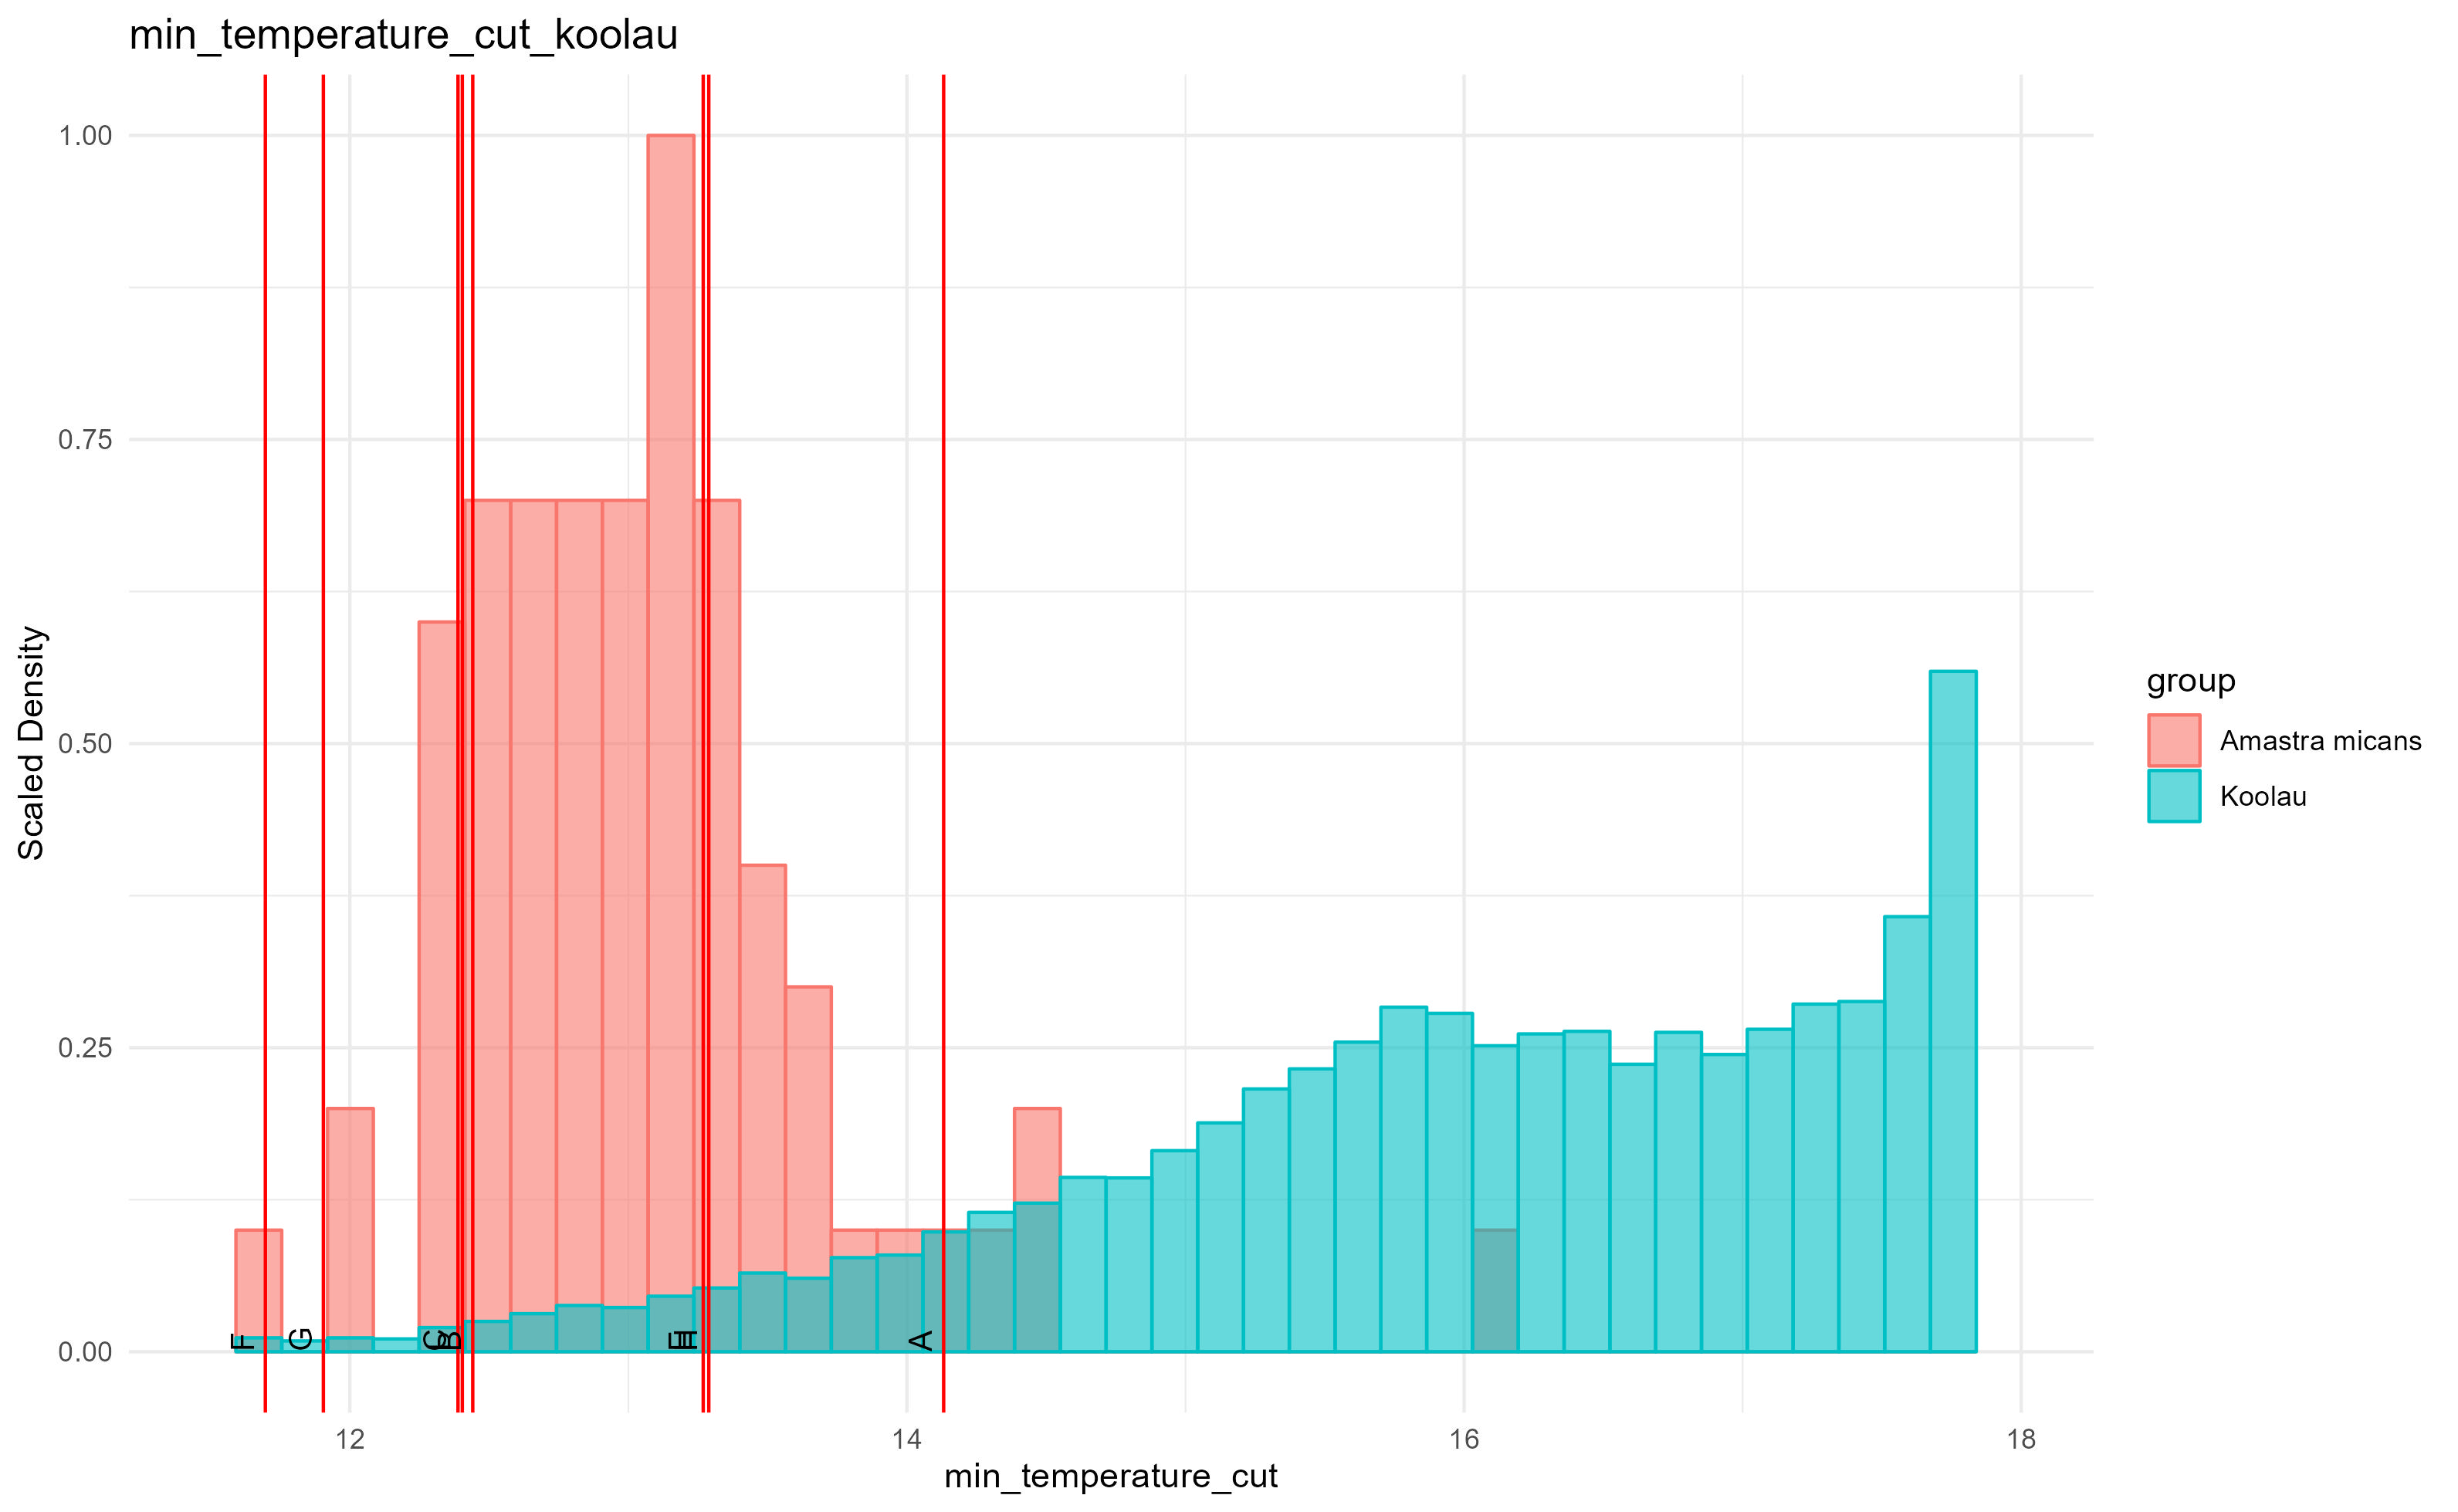 min_temperature_cut_koolau
1.00
0.75
0.50
0.25
0.00
Scaled Density
F
G
C
B
H
A
12
14
16
18
min_temperature_cut
group
Amastra micans
Koolau